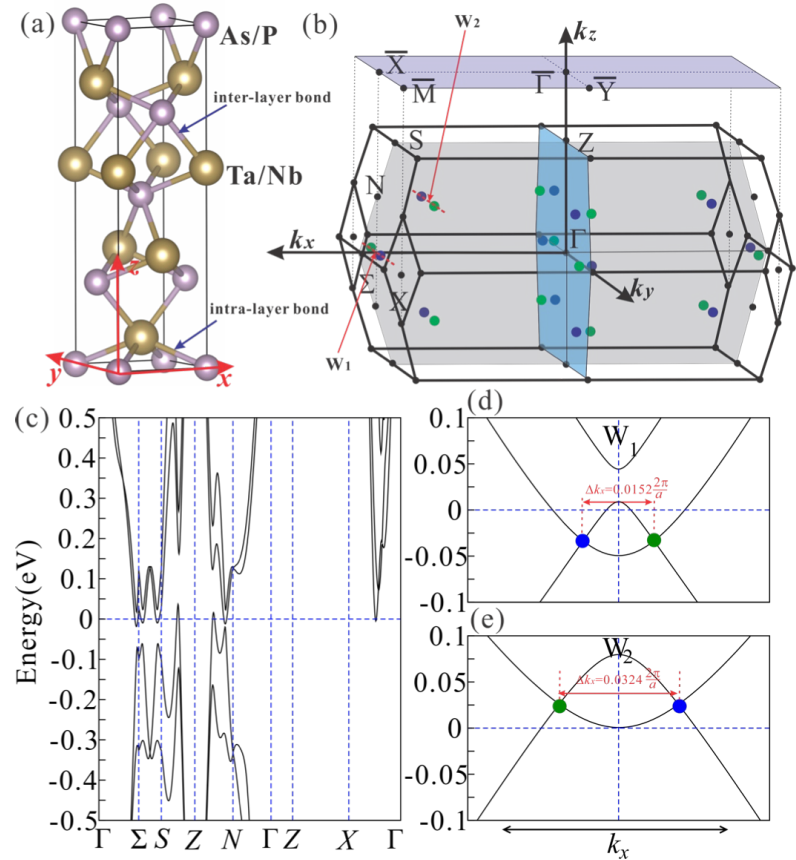 (a)
As/P
inter-layer bond
Ta/Nb
z
intra-layer bond
y
x
(b)
W2
kz
X̅
M̅
Γ̅
Y̅
S
Z
N
kx
Γ
Σ
X
ky
W1
(c)
Energy(eV)
0.5
0.4
0.3
0.2
0.1
0
-0.1
-0.2
-0.3
-0.4
-0.5
Γ Σ S Z N Γ Z X Γ
(d)
W1
0.1
0.05
0
-0.05
-0.1
Δkx=0.0152 2π/a
(e)
W2
0.1
0.05
0
-0.05
-0.1
Δkx=0.0324 2π/a
kx